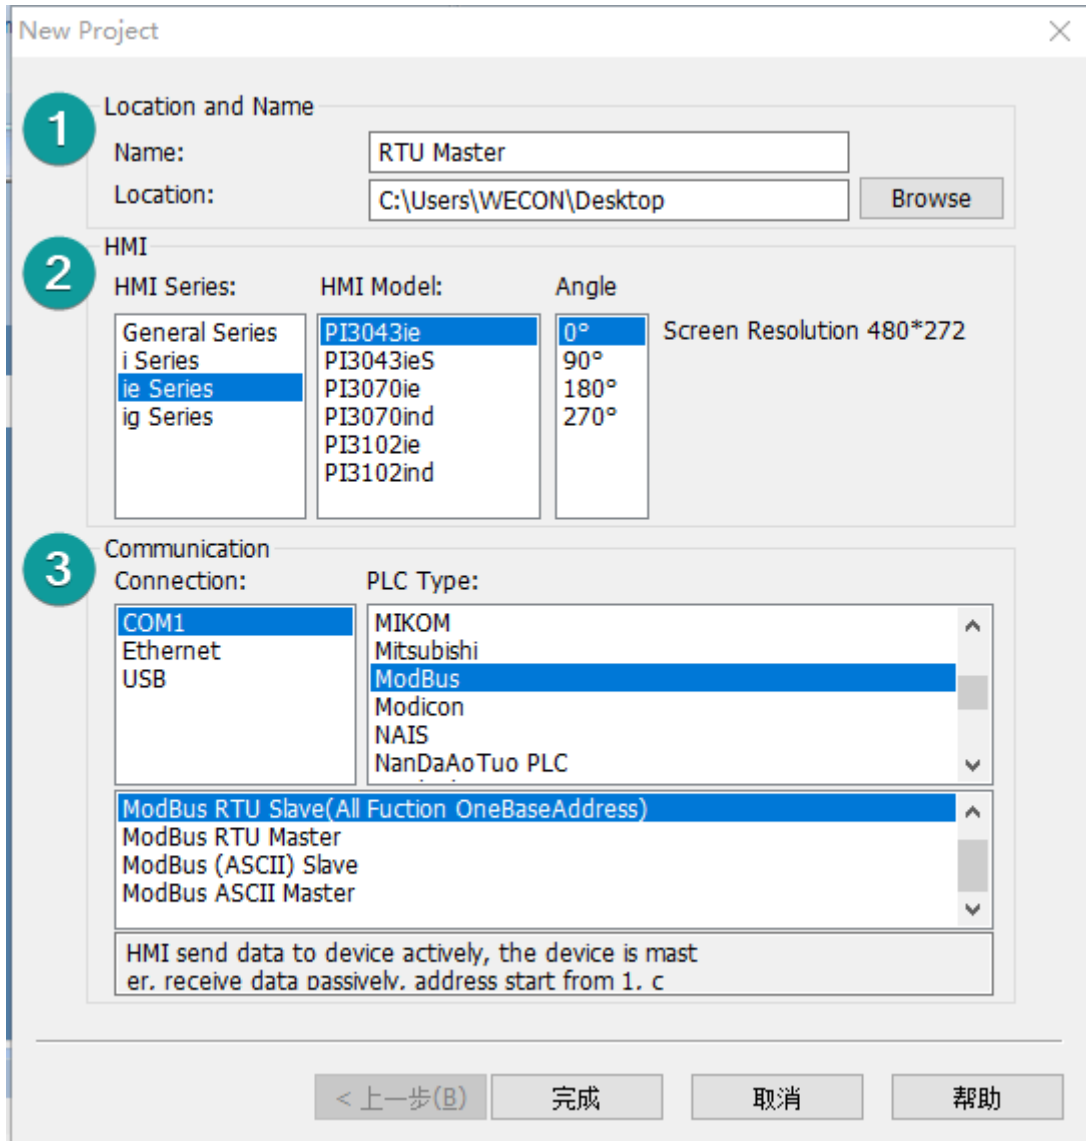 New Project
1
Location and Name
Name: RTU Master
Location: C:\Users\WECON\Desktop Browse
2
HMI
HMI Series: HMI Model: Angle
General Series PI3043ie 0° Screen Resolution 480*272
i Series PI3043ieS 90°
ie Series PI3070ie 180°
ig Series PI3070ind 270°
PI3102ie
PI3102ind
3
Communication
Connection: PLC Type:
COM1 MIKOM
Ethernet Mitsubishi
USB ModBus
Modicon
NAIS
NanDaAoTuo PLC
ModBus RTU Slave(All Fuction OneBaseAddress)
ModBus RTU Master
ModBus (ASCII) Slave
ModBus ASCII Master
HMI send data to device actively, the device is mast
er, receive data passively, address start from 1, c
< 上一步(B) 完成 取消 帮助